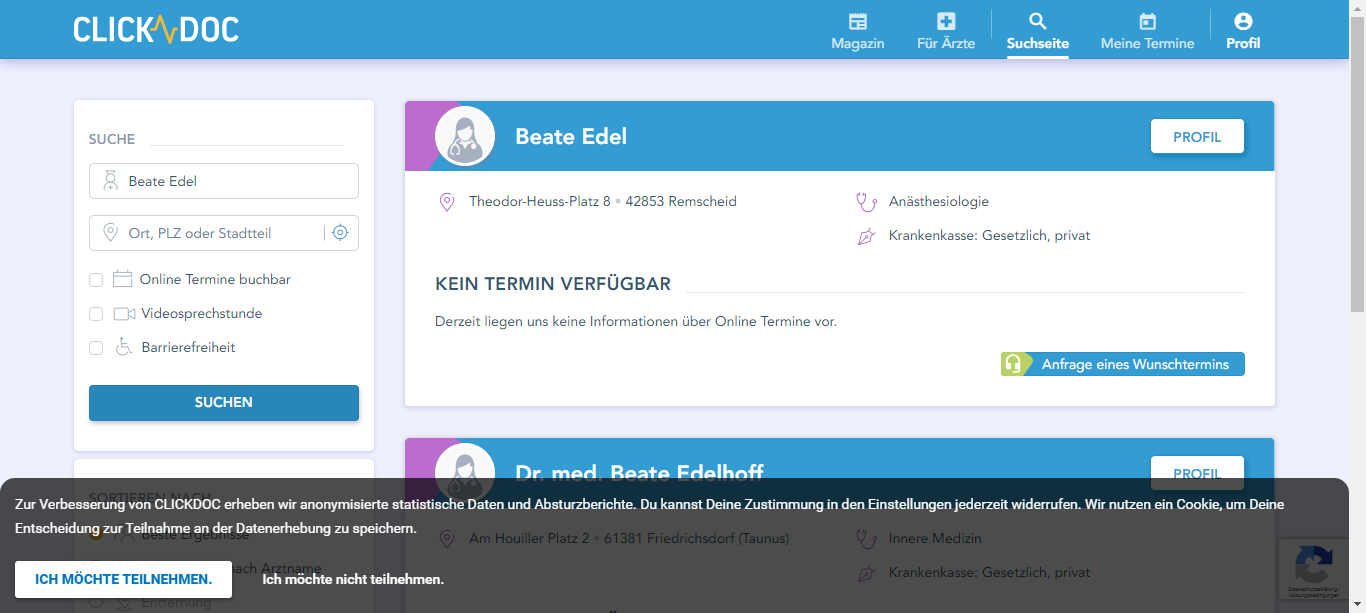 CLICKDOC
Magazin
Für Ärzte
Suchseite
Meine Termine
Profil
SUCHE
Beate Edel
Ort, PLZ oder Stadtteil
Online Termine buchbar
Videosprechstunde
Barrierefreiheit
SUCHEN
SORTIEREN NACH
Beste Ergebnisse
nach Arztname
Entfernung
Beate Edel
PROFIL
Theodor-Heuss-Platz 8 • 42853 Remscheid
Anästhesiologie
Krankenkasse: Gesetzlich, privat
KEIN TERMIN VERFÜGBAR
Derzeit liegen uns keine Informationen über Online Termine vor.
Anfrage eines Wunschtermins
Dr. med. Beate Edelhoff
PROFIL
Am Houiller Platz 2 • 61381 Friedrichsdorf (Taunus)
Innere Medizin
Krankenkasse: Gesetzlich, privat
Zur Verbesserung von CLICKDOC erheben wir anonymisierte statistische Daten und Absturzberichte. Du kannst Deine Zustimmung in den Einstellungen jederzeit widerrufen. Wir nutzen ein Cookie, um Deine
Entscheidung zur Teilnahme an der Datenerhebung zu speichern.
ICH MÖCHTE TEILNEHMEN.
Ich möchte nicht teilnehmen.
Datenschutzerklärung -
Nutzungsbedingungen